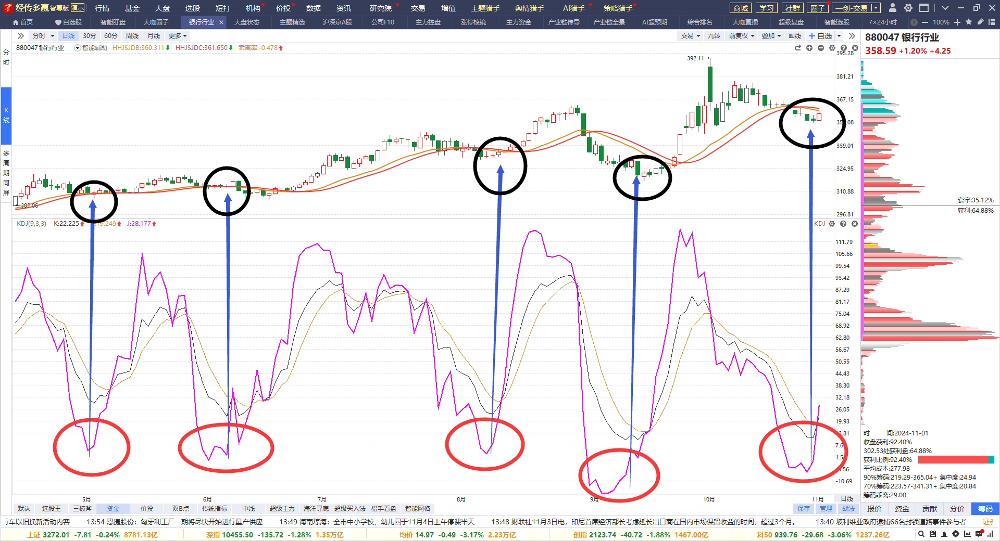 经传多赢 智尊版 演示 行情 基金 大盘 选股 短打 机构 价投 数据 资讯 研究院 交易 增值 主题猎手 舆情猎手 AI猎手 策略猎手 商城 学习 社群 圈子 一创-交易
首页 自选股 智能盯盘 大咖圈子 银行行业 × 大盘状态 主题精选 沪深京A股 公司F10 主力控盘 涨停棱镜 主力资金 产业链传导 产业链全景 AI超预期 综合排名 大咖直播 超级复盘 智能选股 7×24小时 100%
分时 日线 30分 60分 周线 月线 更多 交易 九转 前复权 叠加 画线 自选
880047 银行行业
358.59 +1.20% +4.25
880047 银行行业 智能辅助 HHJSJDB:360.311 HHJSJDC:361.650 乖离率:-0.478
分时
K线
多周期同屏
392.11
395.28
381.21
367.15
339.01
324.95
310.88
296.81
套牢:35.12%
获利:64.88%
KDJ(9,3,3) K:22.225 J:28.177
KDJ
111.79
105.66
99.54
93.42
87.29
81.17
75.04
68.92
62.80
56.67
50.55
44.43
38.30
32.18
26.05
19.93
-10.69
时 间:2024-11-01
收盘获利:92.40%
302.53处获利盘:64.88%
获利比例:92.40%
平均成本:277.98
90%筹码:219.29-365.04+ 集中度:24.94
70%筹码:223.57-341.31+ 集中度:20.84
筹码乖离:29.00
5月 6月 7月 8月 9月 10月 11月 日线
默认 选股王 三板斧 资金 价投 双B点 传统指标 中线 超级主力 海洋寻底 超级买入法 猎手看盘 智能网格 保存 管理 战法 报价 资金 贡献 分价 筹码
行车以旧换新活动内容 13:54 恩捷股份：匈牙利工厂一期将尽快开始进行量产供应 13:49 海南琼海：全市中小学校、幼儿园于11月4日上午停课半天 13:48 财联社11月3日电，印尼首席经济部长考虑延长出口商在国内市场保留收益的时间，超过3个月。 13:40 玻利维亚政府逮捕66名封锁道路事件参与者
上证 3272.01 -7.81 -0.24% 8781.13亿 深指 10455.50 -135.72 -1.28% 1.35万亿 均价 14.97 -0.49 -3.17% 2.23万亿 创指 2123.74 -40.72 -1.88% 1467.00亿 科50 939.76 -29.68 -3.06% 1237.26亿